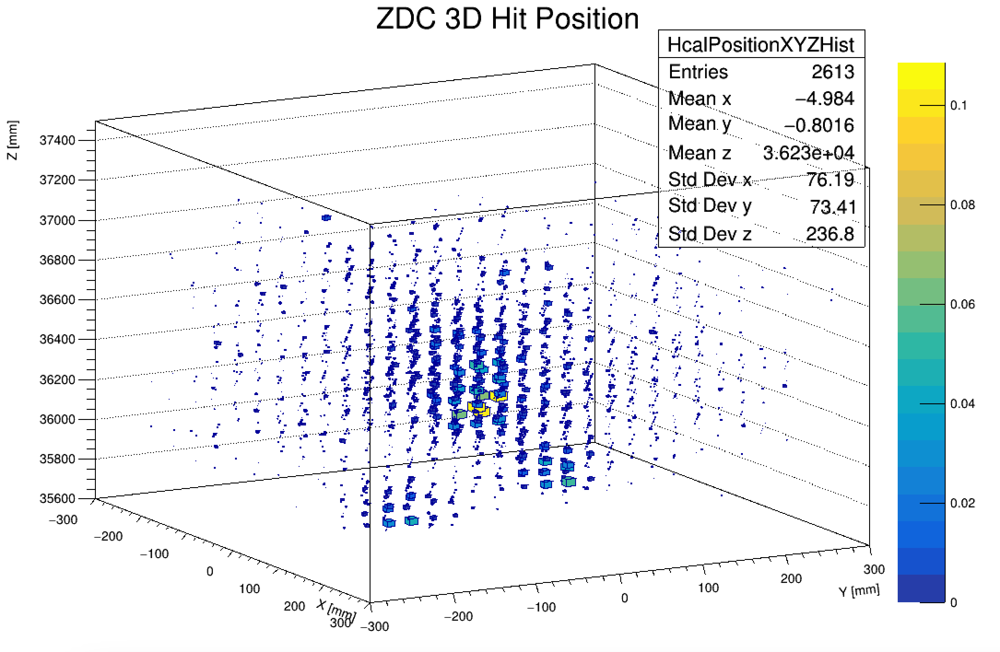 ZDC 3D Hit Position
HcalPositionXYZHist
Entries 2613
Mean x −4.984
Mean y −0.8016
Mean z 3.623e+04
Std Dev x 76.19
Std Dev y 73.41
Std Dev z 236.8
Z [mm]
37400
37200
37000
36800
36600
36400
36200
36000
35800
35600
−300
−200
−100
0
100
200
300
X [mm]
−300
−200
−100
0
100
200
300
Y [mm]
0.1
0.08
0.06
0.04
0.02
0